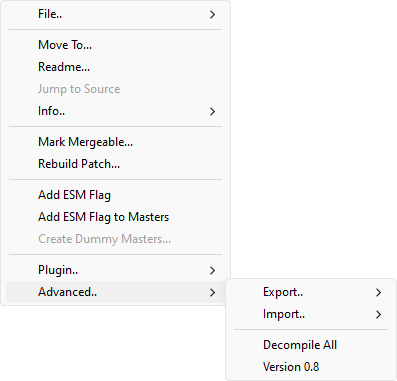 File..
Move To...
Readme...
Jump to Source
Info..
Mark Mergeable...
Rebuild Patch...
Add ESM Flag
Add ESM Flag to Masters
Create Dummy Masters...
Plugin..
Advanced..
Export..
Import..
Decompile All
Version 0.8